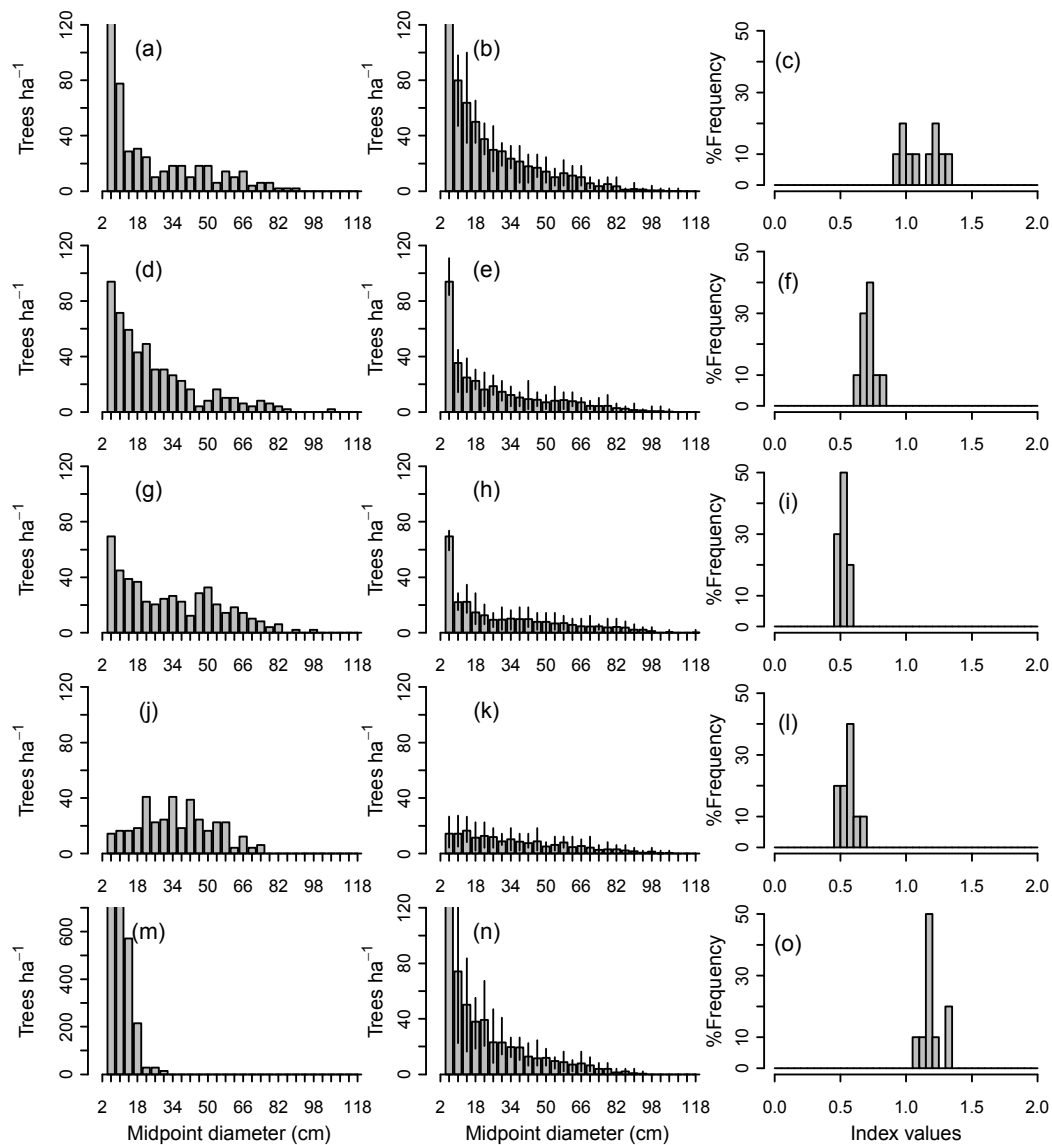 (a)
Trees ha⁻¹
0 40 80 120
2 18 34 50 66 82 98 118
(b)
Trees ha⁻¹
0 40 80 120
2 18 34 50 66 82 98 118
(c)
%Frequency
0 10 30 50
0.0 0.5 1.0 1.5 2.0
(d)
Trees ha⁻¹
0 40 80 120
2 18 34 50 66 82 98 118
(e)
Trees ha⁻¹
0 40 80 120
2 18 34 50 66 82 98 118
(f)
%Frequency
0 10 30 50
0.0 0.5 1.0 1.5 2.0
(g)
Trees ha⁻¹
0 40 80 120
2 18 34 50 66 82 98 118
(h)
Trees ha⁻¹
0 40 80 120
2 18 34 50 66 82 98 118
(i)
%Frequency
0 10 30 50
0.0 0.5 1.0 1.5 2.0
(j)
Trees ha⁻¹
0 40 80 120
2 18 34 50 66 82 98 118
(k)
Trees ha⁻¹
0 40 80 120
2 18 34 50 66 82 98 118
(l)
%Frequency
0 10 30 50
0.0 0.5 1.0 1.5 2.0
(m)
Trees ha⁻¹
0 200 400 600
2 18 34 50 66 82 98 118
Midpoint diameter (cm)
(n)
Trees ha⁻¹
0 40 80 120
2 18 34 50 66 82 98 118
Midpoint diameter (cm)
(o)
%Frequency
0 10 30 50
0.0 0.5 1.0 1.5 2.0
Index values